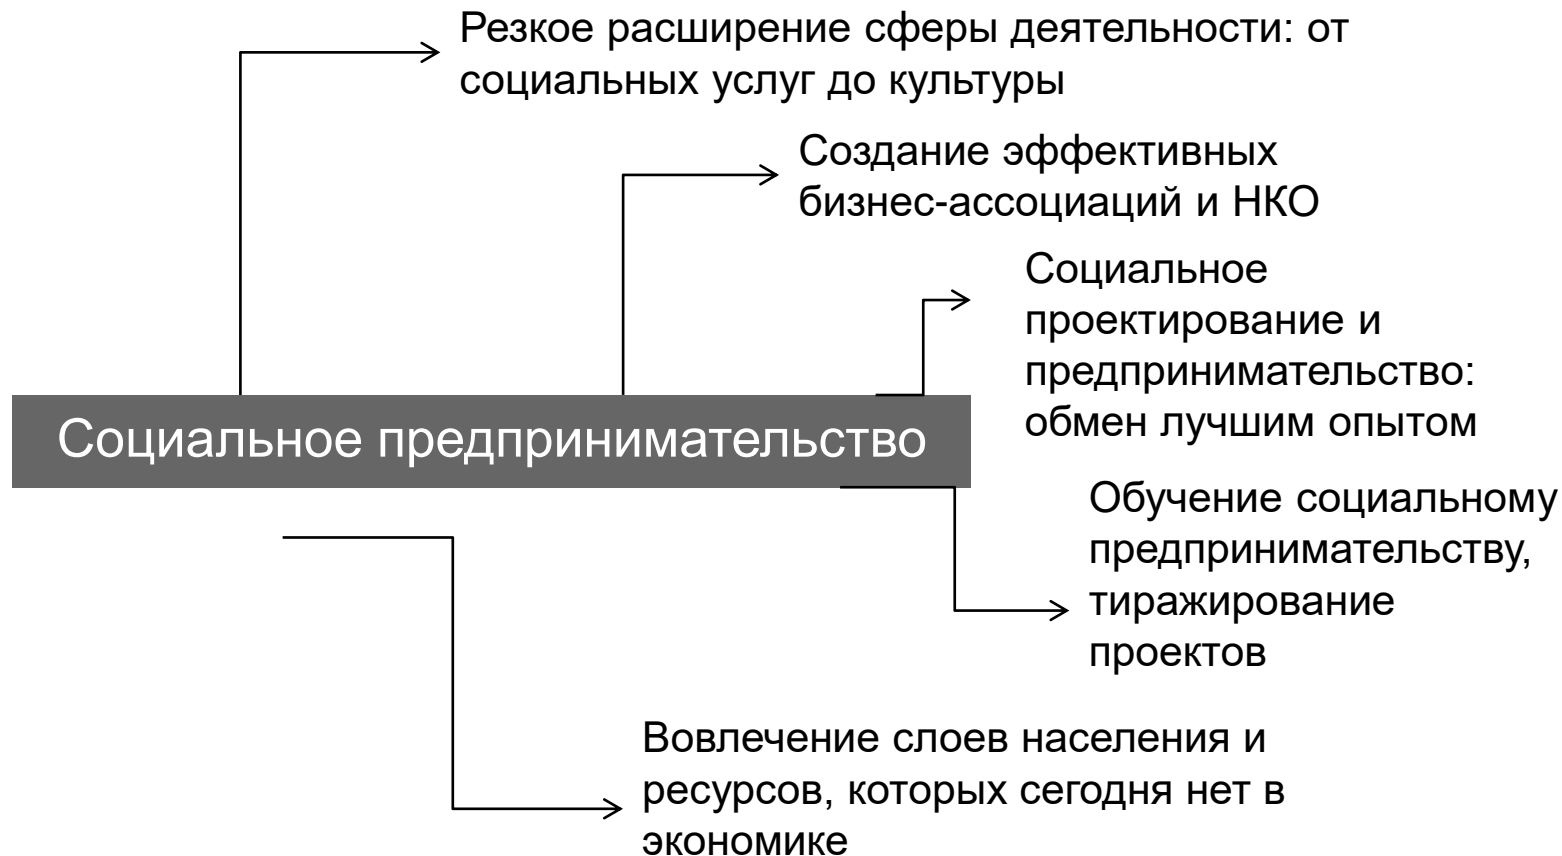 Резкое расширение сферы деятельности: от
социальных услуг до культуры
Создание эффективных
бизнес-ассоциаций и НКО
Социальное
проектирование и
предпринимательство:
обмен лучшим опытом
Социальное предпринимательство
Обучение социальному
предпринимательству,
тиражирование
проектов
Вовлечение слоев населения и
ресурсов, которых сегодня нет в
экономике